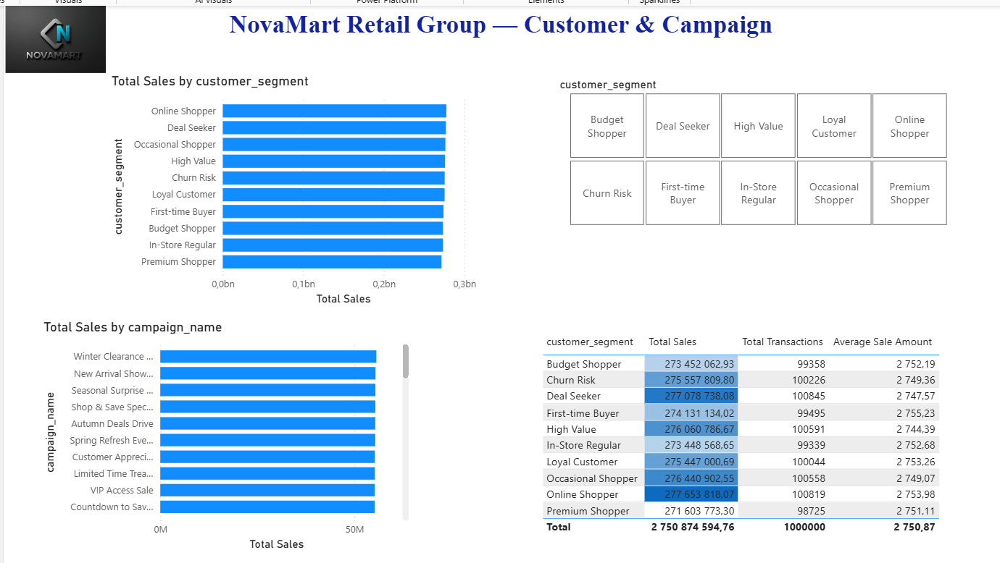 Visuals
AI visuals
Power Platform
Elements
Sparklines
N
NOVAMART
NovaMart Retail Group — Customer & Campaign
Total Sales by customer_segment
customer_segment
Online Shopper
Deal Seeker
Occasional Shopper
High Value
Churn Risk
Loyal Customer
First-time Buyer
Budget Shopper
In-Store Regular
Premium Shopper
0,0bn 0,1bn 0,2bn 0,3bn
Total Sales
customer_segment
Budget
Shopper
Deal Seeker
High Value
Loyal
Customer
Online
Shopper
Churn Risk
First-time
Buyer
In-Store
Regular
Occasional
Shopper
Premium
Shopper
Total Sales by campaign_name
campaign_name
Winter Clearance ...
New Arrival Show...
Seasonal Surprise ...
Shop & Save Spec...
Autumn Deals Drive
Spring Refresh Eve...
Customer Appreci...
Limited Time Trea...
VIP Access Sale
Countdown to Sav...
0M 50M
Total Sales
customer_segment Total Sales Total Transactions Average Sale Amount
Budget Shopper 273 452 062,93 99358 2 752,19
Churn Risk 275 557 809,80 100226 2 749,36
Deal Seeker 277 078 738,08 100845 2 747,57
First-time Buyer 274 131 134,02 99495 2 755,23
High Value 276 060 786,67 100591 2 744,39
In-Store Regular 273 448 568,65 99339 2 752,68
Loyal Customer 275 447 000,69 100044 2 753,26
Occasional Shopper 276 440 902,55 100558 2 749,07
Online Shopper 277 653 818,07 100819 2 753,98
Premium Shopper 271 603 773,30 98725 2 751,11
Total 2 750 874 594,76 1000000 2 750,87